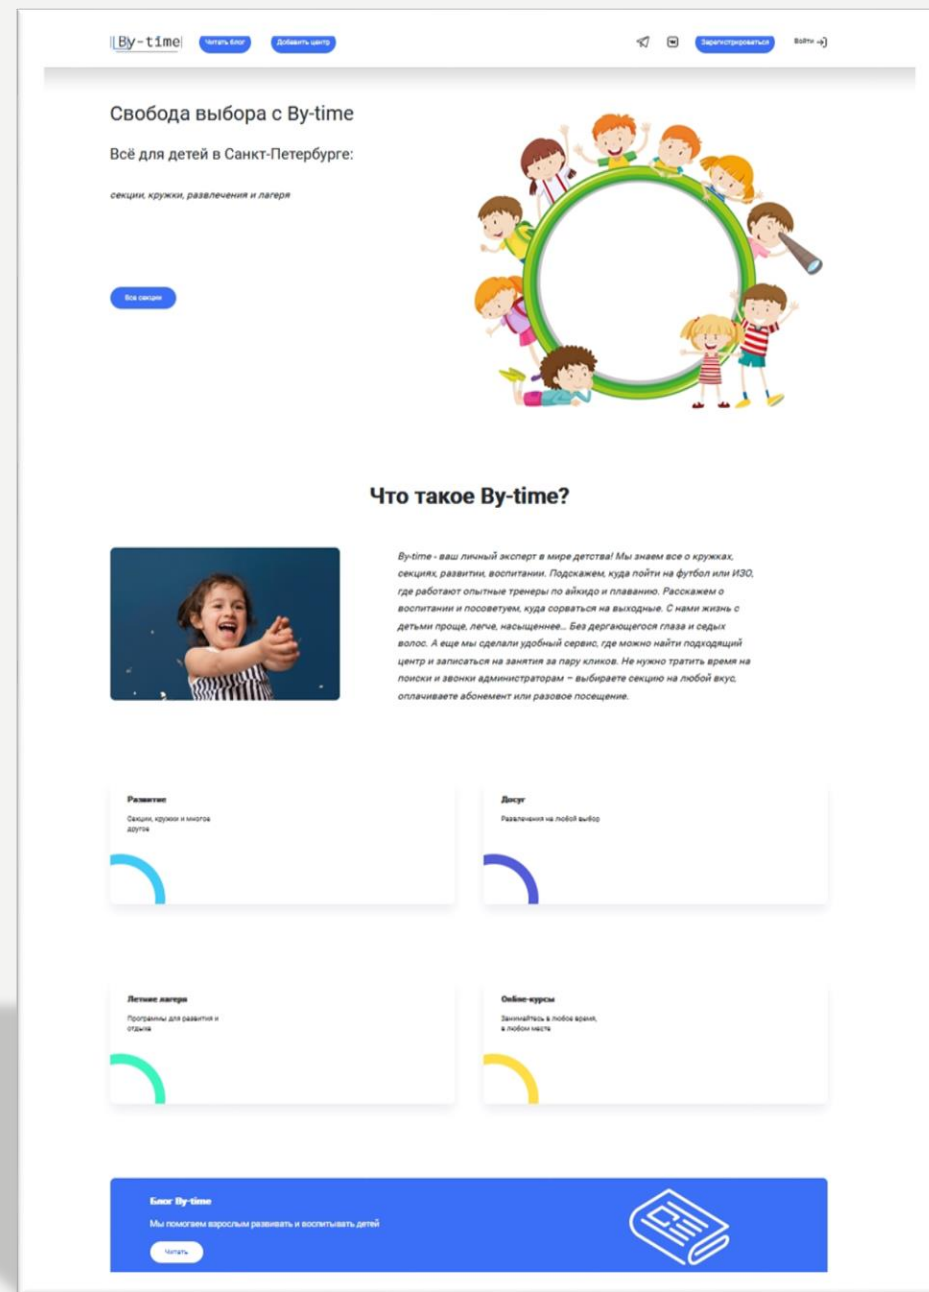 By-time
Читать блог
Добавить центр
Зарегистрироваться
Войти
Свобода выбора с By-time
Всё для детей в Санкт-Петербурге:
секции, кружки, развлечения и лагеря
Все секции
Что такое By-time?
By-time - ваш личный эксперт в мире детства! Мы знаем все о кружках,
секциях, развитии, воспитании. Подскажем, куда пойти на футбол или ИЗО,
где работают опытные тренеры по айкидо и плаванию. Расскажем о
воспитании и посоветуем, куда сорваться на выходные. С нами жизнь с
детьми проще, легче, насыщеннее... Без дергающегося глаза и седых
волос. А еще мы сделали удобный сервис, где можно найти подходящий
центр и записаться на занятия за пару кликов. Не нужно тратить время на
поиски и звонки администраторам – выбираете секцию на любой вкус,
оплачиваете абонемент или разовое посещение.
Развитие
Секции, кружки и многое
другое
Досуг
Развлечения на любой выбор
Летние лагеря
Программы для развития и
отдыха
Online-курсы
Занимайтесь в любое время,
в любом месте
Блог By-time
Мы помогаем взрослым развивать и воспитывать детей
Читать